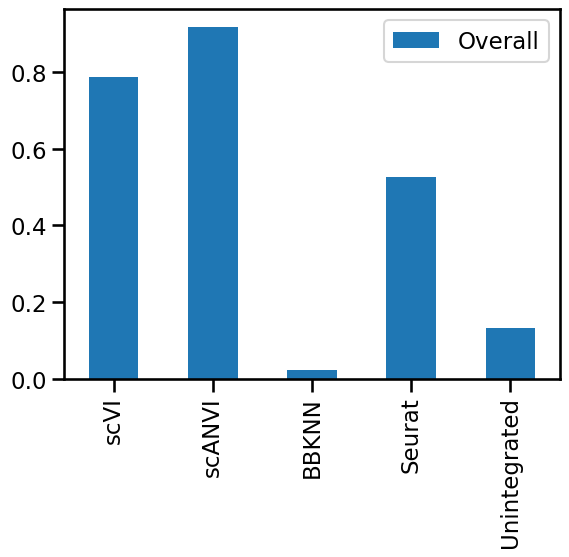 Overall
0.8
0.6
0.4
0.2
0.0
scVI
scANVI
BBKNN
Seurat
Unintegrated